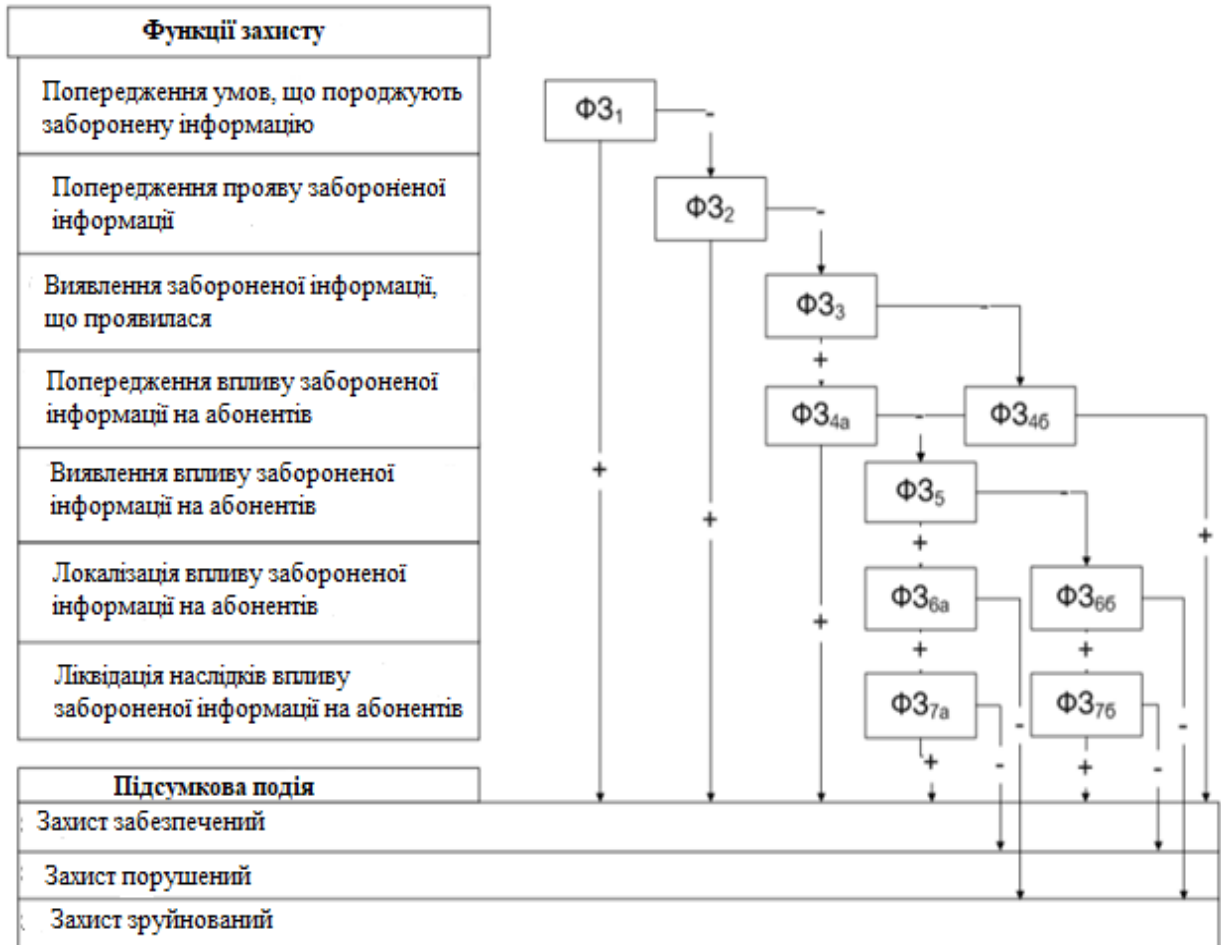 Функції захисту
Попередження умов, що породжують
заборонену інформацію
Попередження прояву забороненої
інформації
Виявлення забороненої інформації,
що проявилася
Попередження впливу забороненої
інформації на абонентів
Виявлення впливу забороненої
інформації на абонентів
Локалізація впливу забороненої
інформації на абонентів
Ліквідація наслідків впливу
забороненої інформації на абонентів
ФЗ₁
-
ФЗ₂
-
ФЗ₃
-
+
ФЗ₄ₐ
-
ФЗ₄б
+
+
ФЗ₅
-
+
+
+
ФЗ₆ₐ
ФЗ₆б
+
+
+
ФЗ₇ₐ
ФЗ₇б
-
-
+
-
+
-
Підсумкова подія
Захист забезпечений
Захист порушений
Захист зруйнований